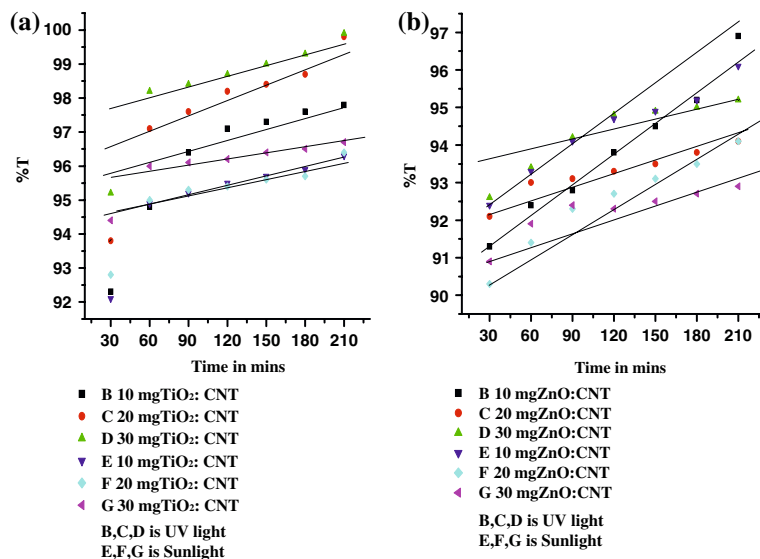 (a)
100
99
98
97
96
95
94
93
92
%T
30 60 90 120 150 180 210
Time in mins
B 10 mgTiO₂: CNT
C 20 mgTiO₂: CNT
D 30 mgTiO₂: CNT
E 10 mgTiO₂: CNT
F 20 mgTiO₂: CNT
G 30 mgTiO₂: CNT
B,C,D is UV light
E,F,G is Sunlight
(b)
97
96
95
94
93
92
91
90
%T
30 60 90 120 150 180 210
Time in mins
B 10 mgZnO:CNT
C 20 mgZnO:CNT
D 30 mgZnO:CNT
E 10 mgZnO:CNT
F 20 mgZnO:CNT
G 30 mgZnO:CNT
B,C,D is UV light
E,F,G is Sunlight